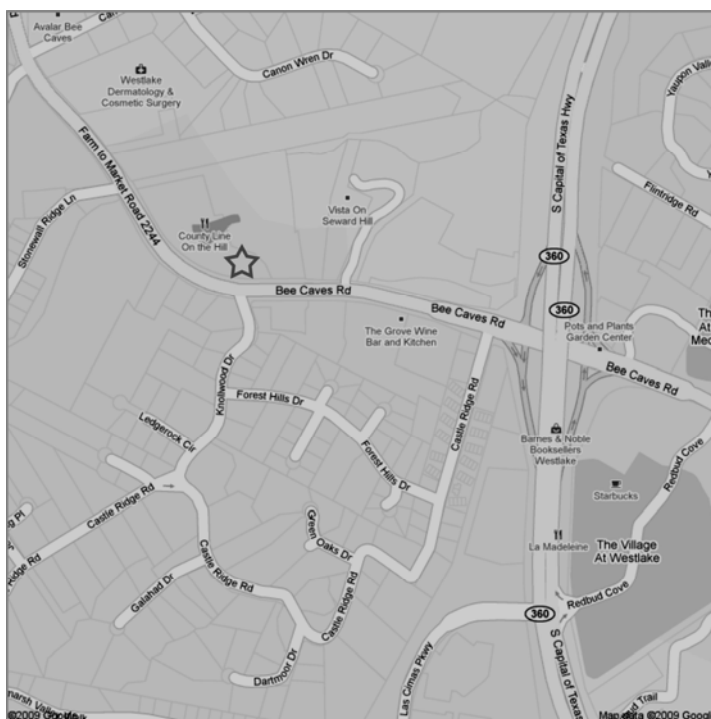 Avalar Bee
Caves
Canon Wren Dr
Westlake
Dermatology &
Cosmetic Surgery
S Capital of Texas Hwy
Yaupon Valley
Farm to Market Road 2244
Flintridge Rd
Stonewall Ridge Ln
Vista On
Seward Hill
County Line
On the Hill
360
Bee Caves Rd
Bee Caves Rd
360
The Grove Wine
Bar and Kitchen
Pots and Plants
Garden Center
Bee Caves Rd
Knollwood Dr
Forest Hills Dr
Castle Ridge Rd
Ledgerock Cir
Forest Hills Dr
Barnes & Noble
Booksellers
Westlake
Redbud Cove
Starbucks
Castle Ridge Rd
Green Oaks Dr
La Madeleine
The Village
At Westlake
Castle Ridge Rd
Galahad Dr
Castle Ridge Rd
Redbud Cove
360
Dartmoor Dr
Las Cimas Pkwy
S Capital of Texas
©2009 Google
Map data ©2009 Google